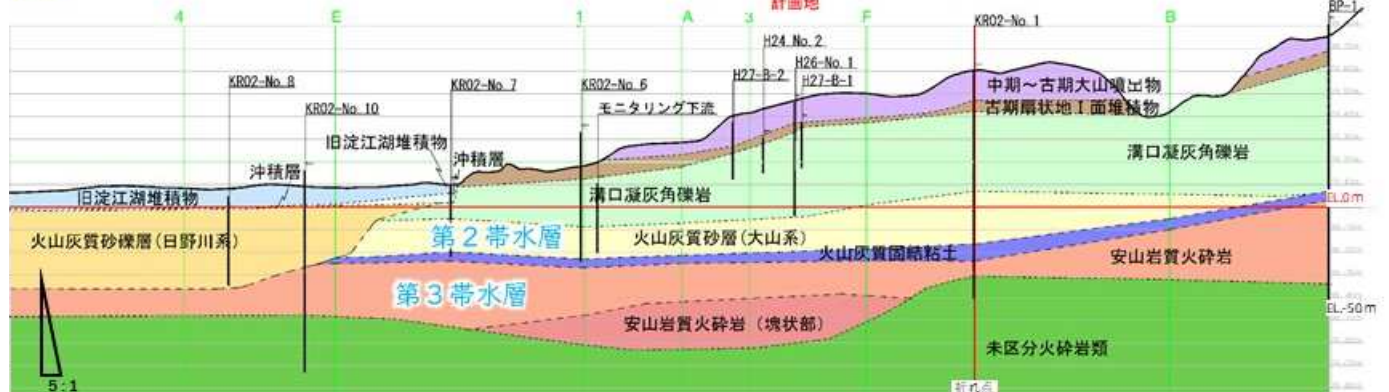 計画地
4 E 1 A 3 F B
BP-1
KR02-No.1
H24 No.2
H26-No.1
H27-B-2
H27-B-1
KR02-No.8
KR02-No.7
KR02-No.6
KR02-No.10
モニタリング下流
中期~古期大山噴出物
古期扇状地Ⅰ面堆積物
旧淀江湖堆積物
沖積層
沖積層
溝口凝灰角礫岩
旧淀江湖堆積物
溝口凝灰角礫岩
EL.0m
火山灰質砂礫層(日野川系)
第2帯水層
火山灰質砂層(大山系)
火山灰質固結粘土
安山岩質火砕岩
第3帯水層
EL.-50m
安山岩質火砕岩(塊状部)
未区分火砕岩類
5:1
折れ点